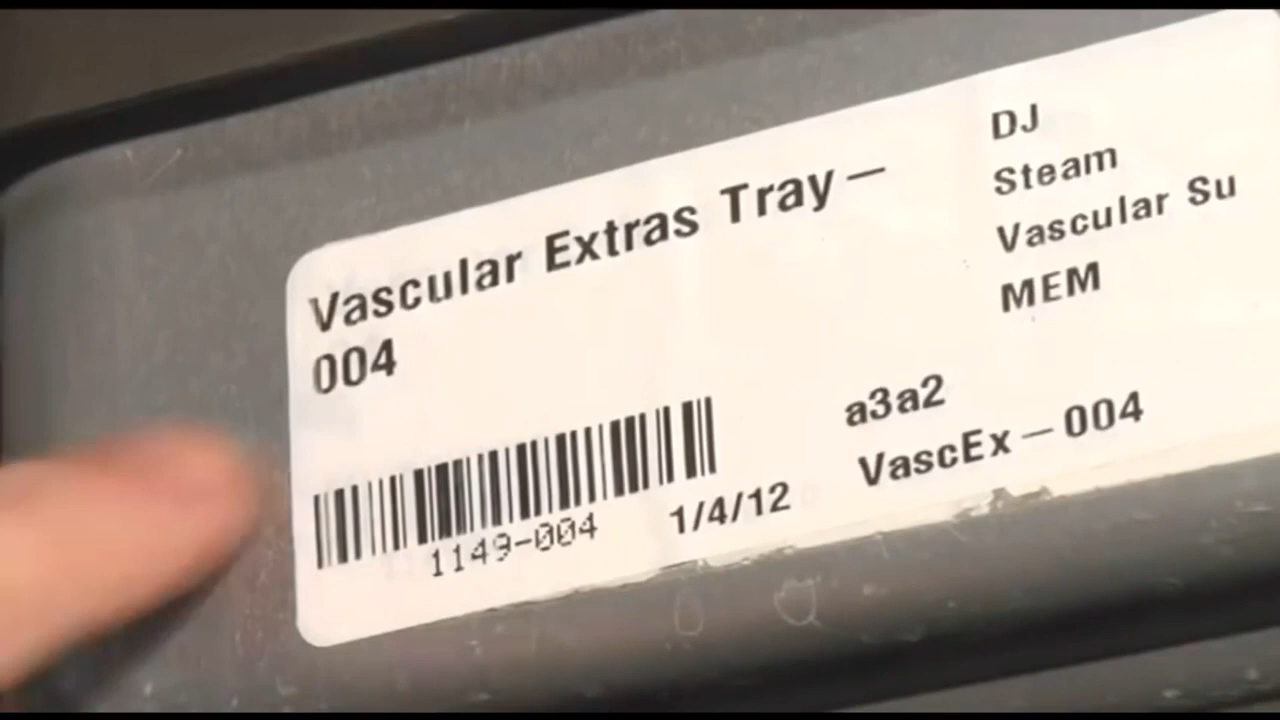 Vascular Extras Tray —
004
1149-004
1/4/12
DJ
Steam
Vascular Su
MEM
a3a2
VascEx — 004